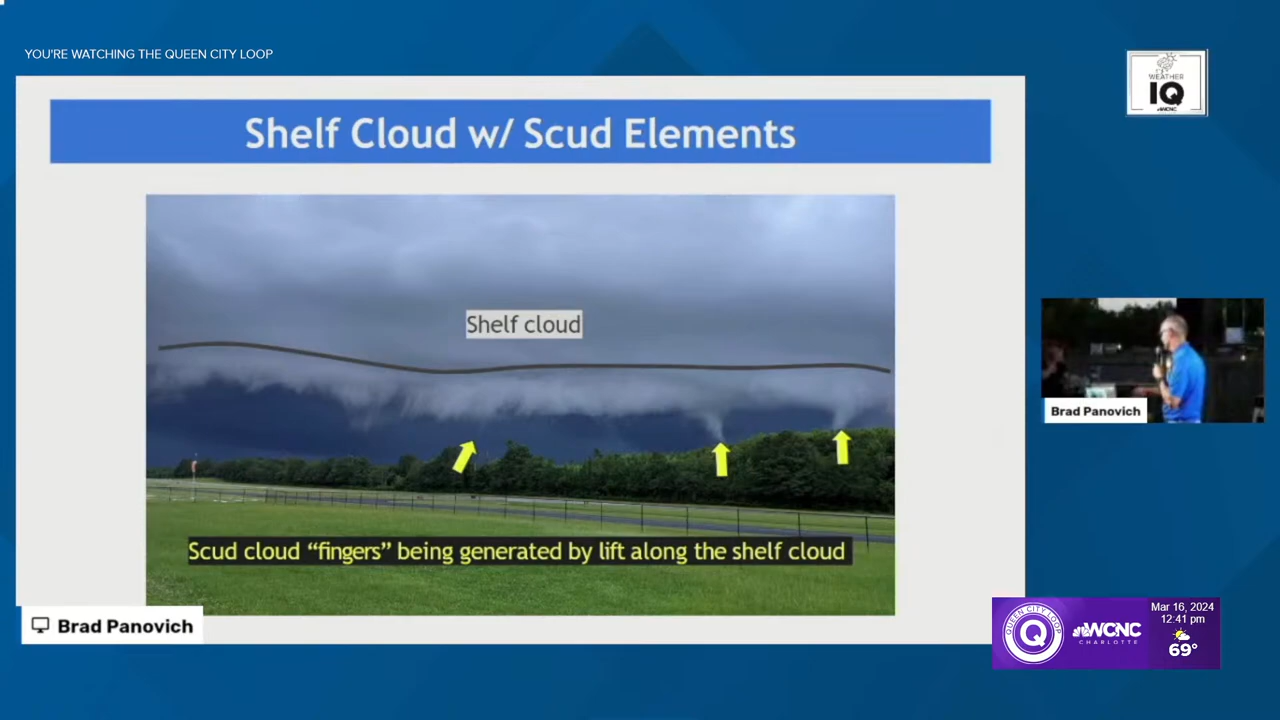 YOU'RE WATCHING THE QUEEN CITY LOOP
WEATHER
IQ
WCNC
Shelf Cloud w/ Scud Elements
Shelf cloud
Scud cloud “fingers” being generated by lift along the shelf cloud
Brad Panovich
Brad Panovich
QUEEN CITY LOOP
Q
WCNC
CHARLOTTE
Mar 16, 2024
12:41 pm
69°